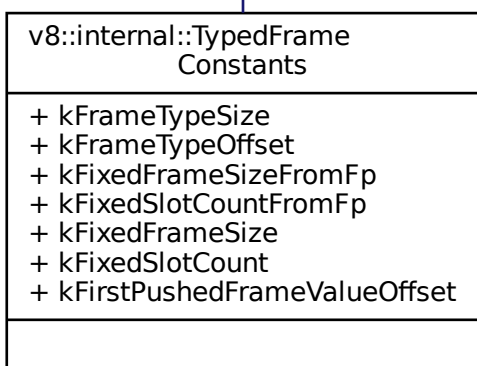 v8::internal::TypedFrame
Constants
+ kFrameTypeSize
+ kFrameTypeOffset
+ kFixedFrameSizeFromFp
+ kFixedSlotCountFromFp
+ kFixedFrameSize
+ kFixedSlotCount
+ kFirstPushedFrameValueOffset